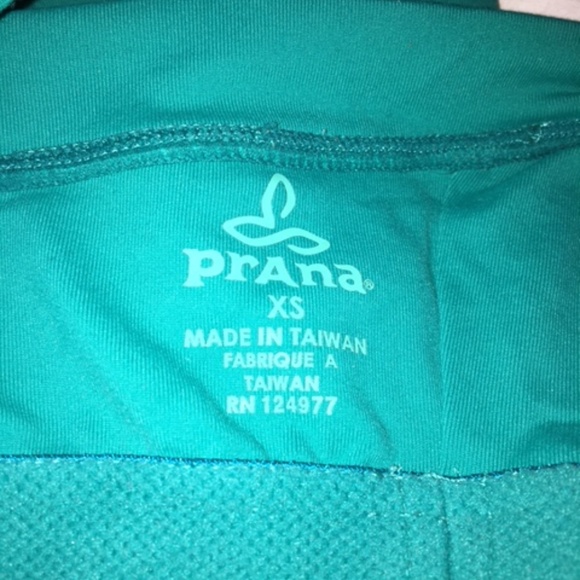 prAna®
XS
MADE IN TAIWAN
FABRIQUE A
TAIWAN
RN 124977